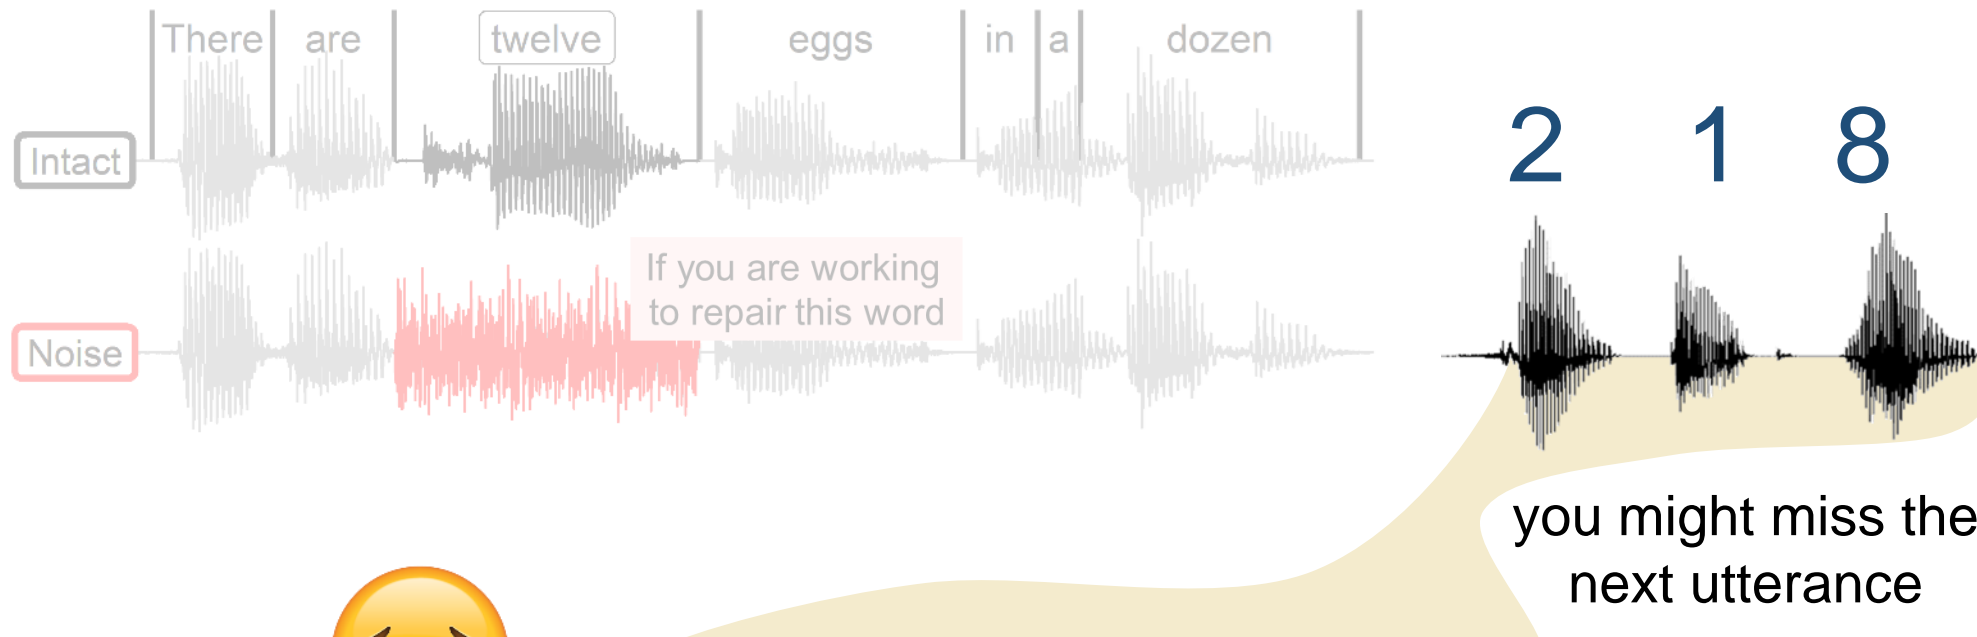 There are twelve eggs in a dozen
2 1 8
Intact
If you are working
to repair this word
Noise
you might miss the
next utterance